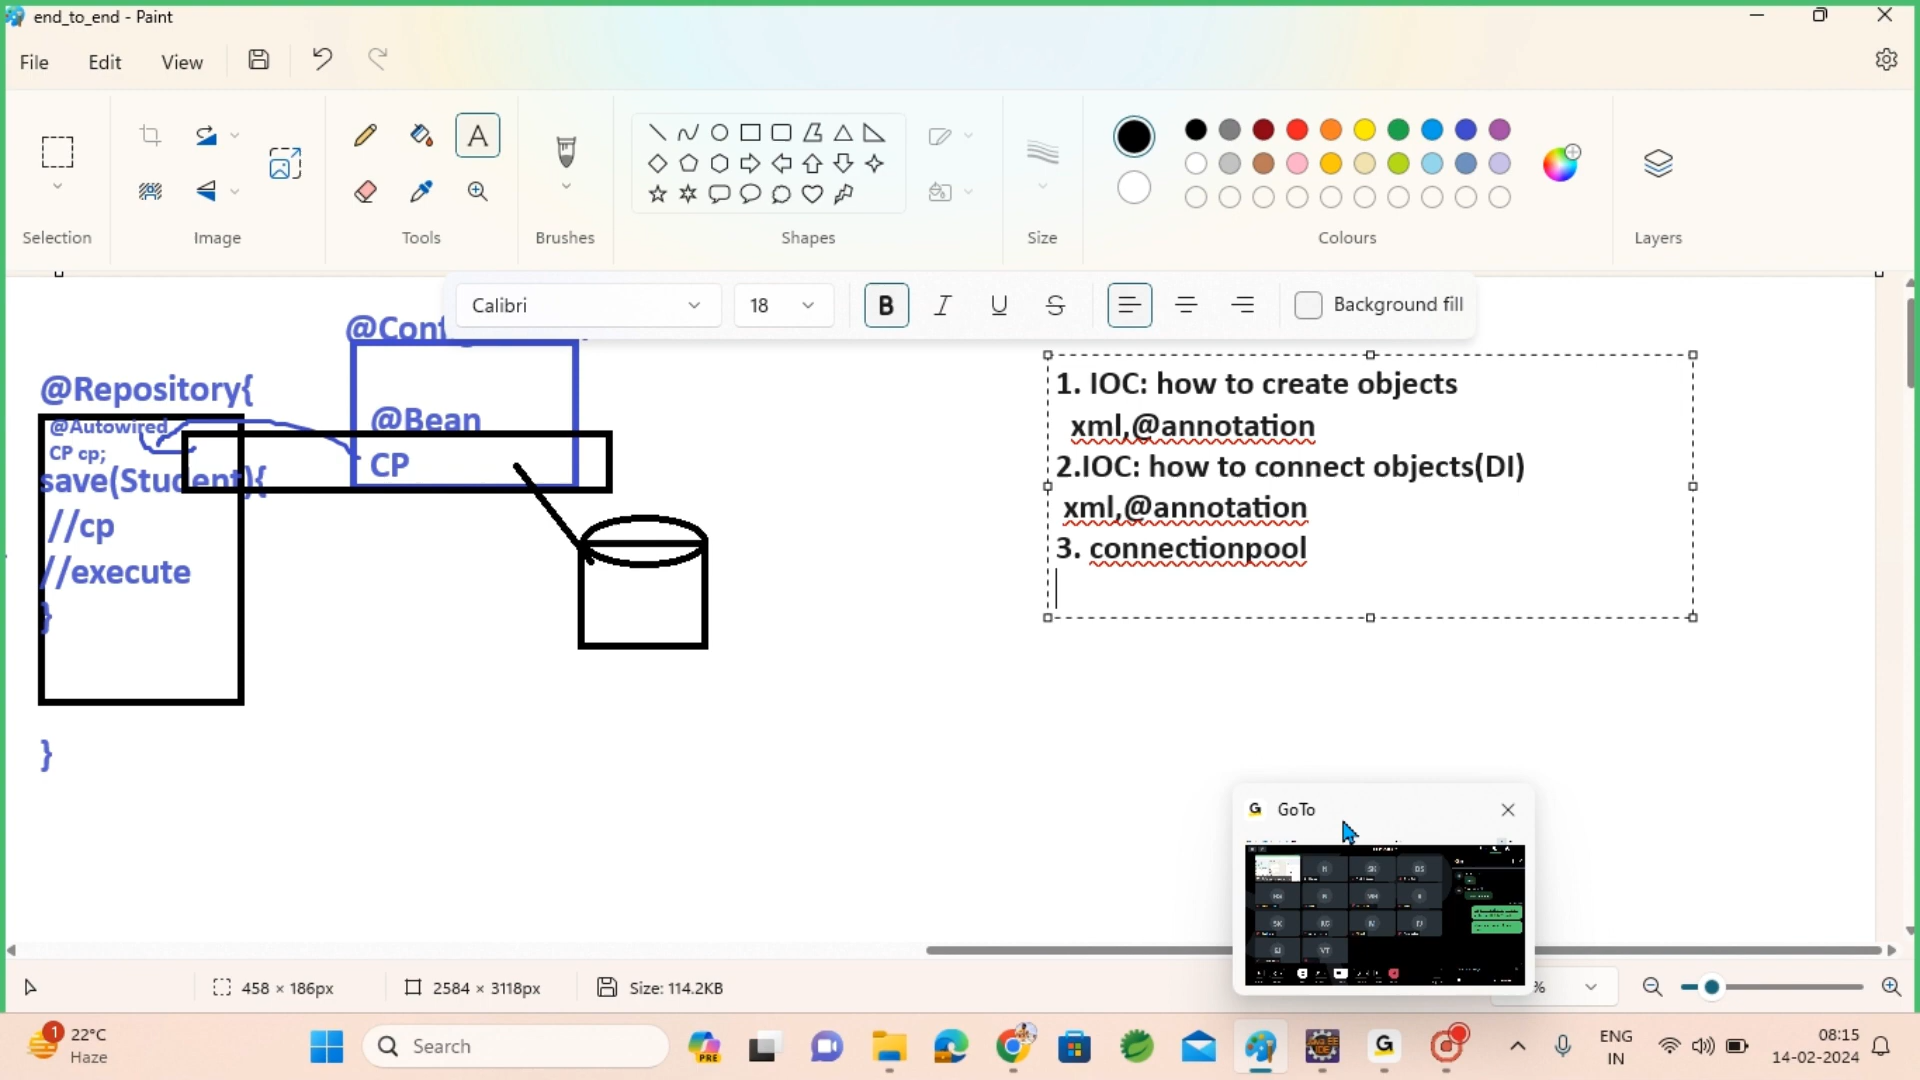 end_to_end - Paint
File Edit View
Selection Image Tools Brushes Shapes Size Colours Layers
Calibri 18 B I U S Background fill
@Conf
@Repository{
@Autowired
CP cp;
save(Student){
//cp
//execute
}
}
@Bean
CP
1. IOC: how to create objects
xml,@annotation
2.IOC: how to connect objects(DI)
xml,@annotation
3. connectionpool
GoTo
458 × 186px 2584 × 3118px Size: 114.2KB %
1 22°C
Haze
Search
PRE
ENG
IN
08:15
14-02-2024